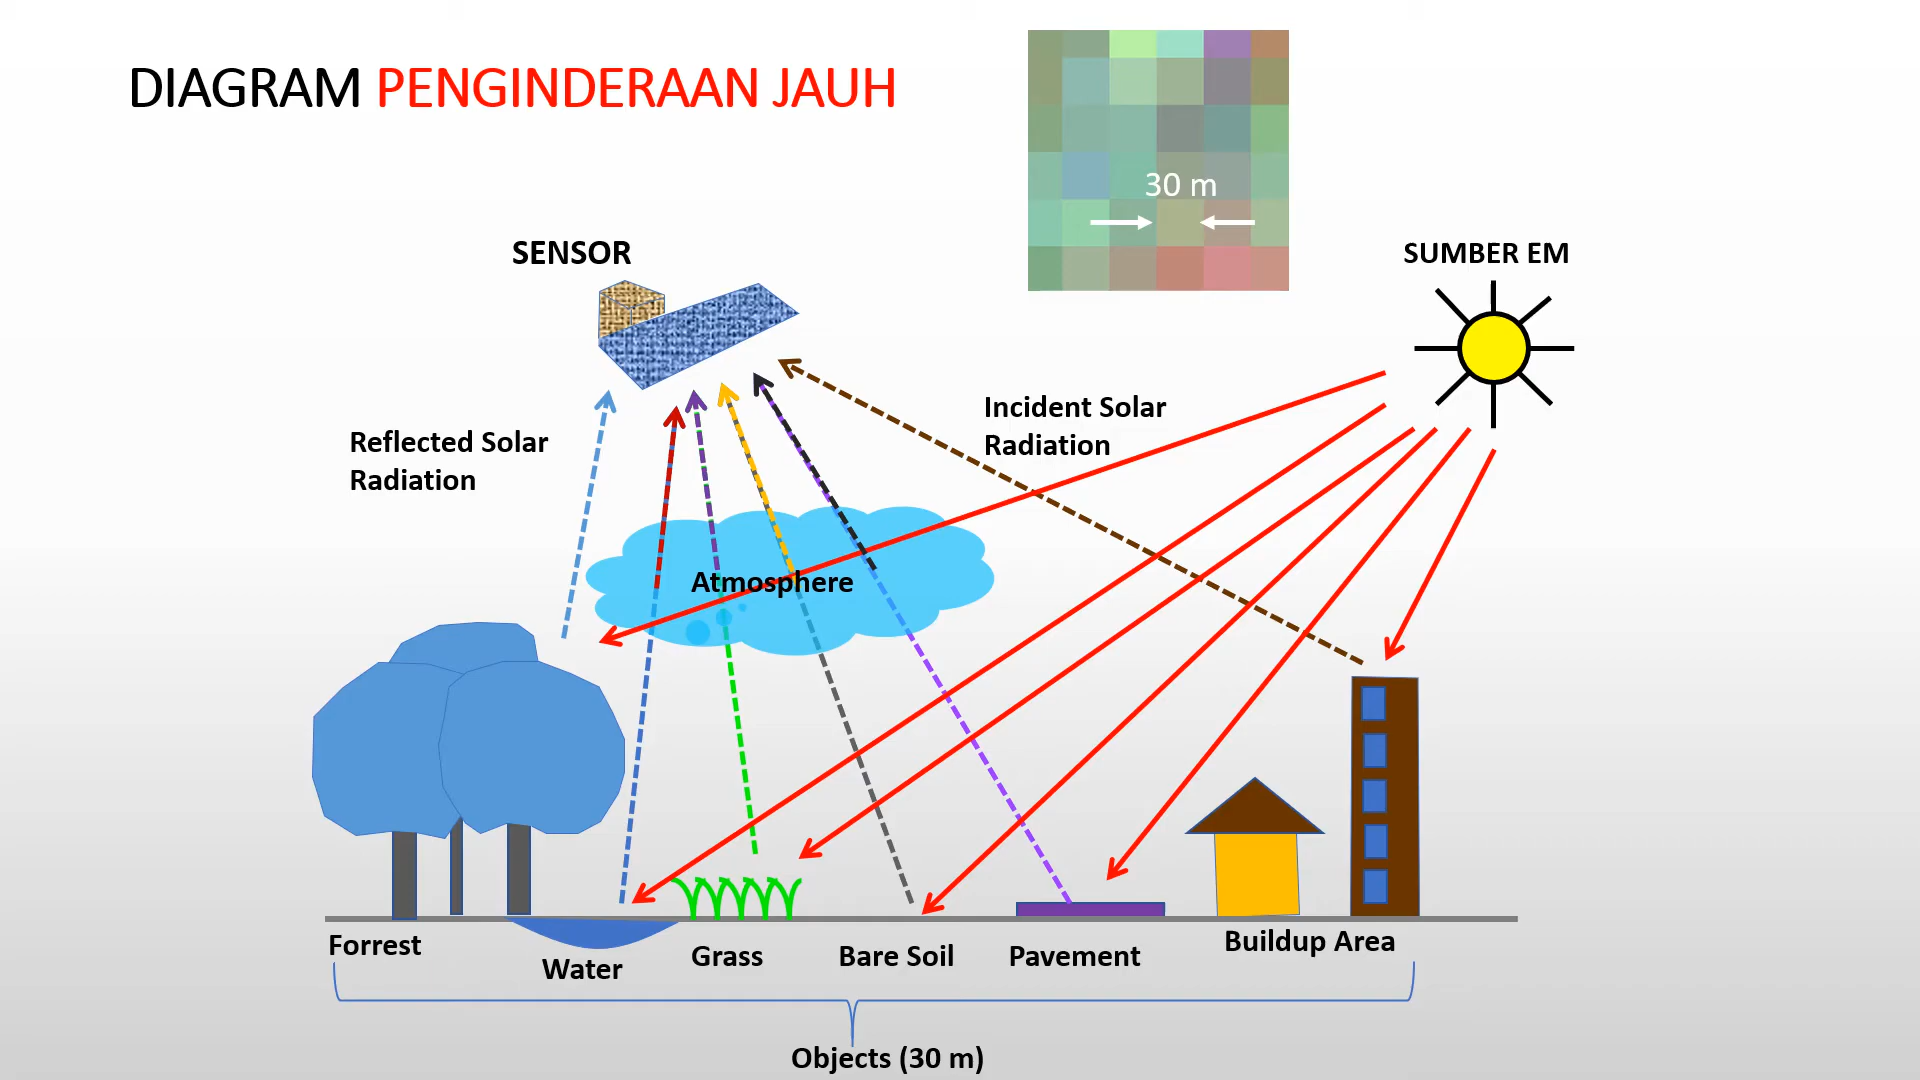 DIAGRAM PENGINDERAAN JAUH
30 m
SENSOR
SUMBER EM
Incident Solar
Radiation
Reflected Solar
Radiation
Atmosphere
Forrest
Water
Grass
Bare Soil
Pavement
Buildup Area
Objects (30 m)